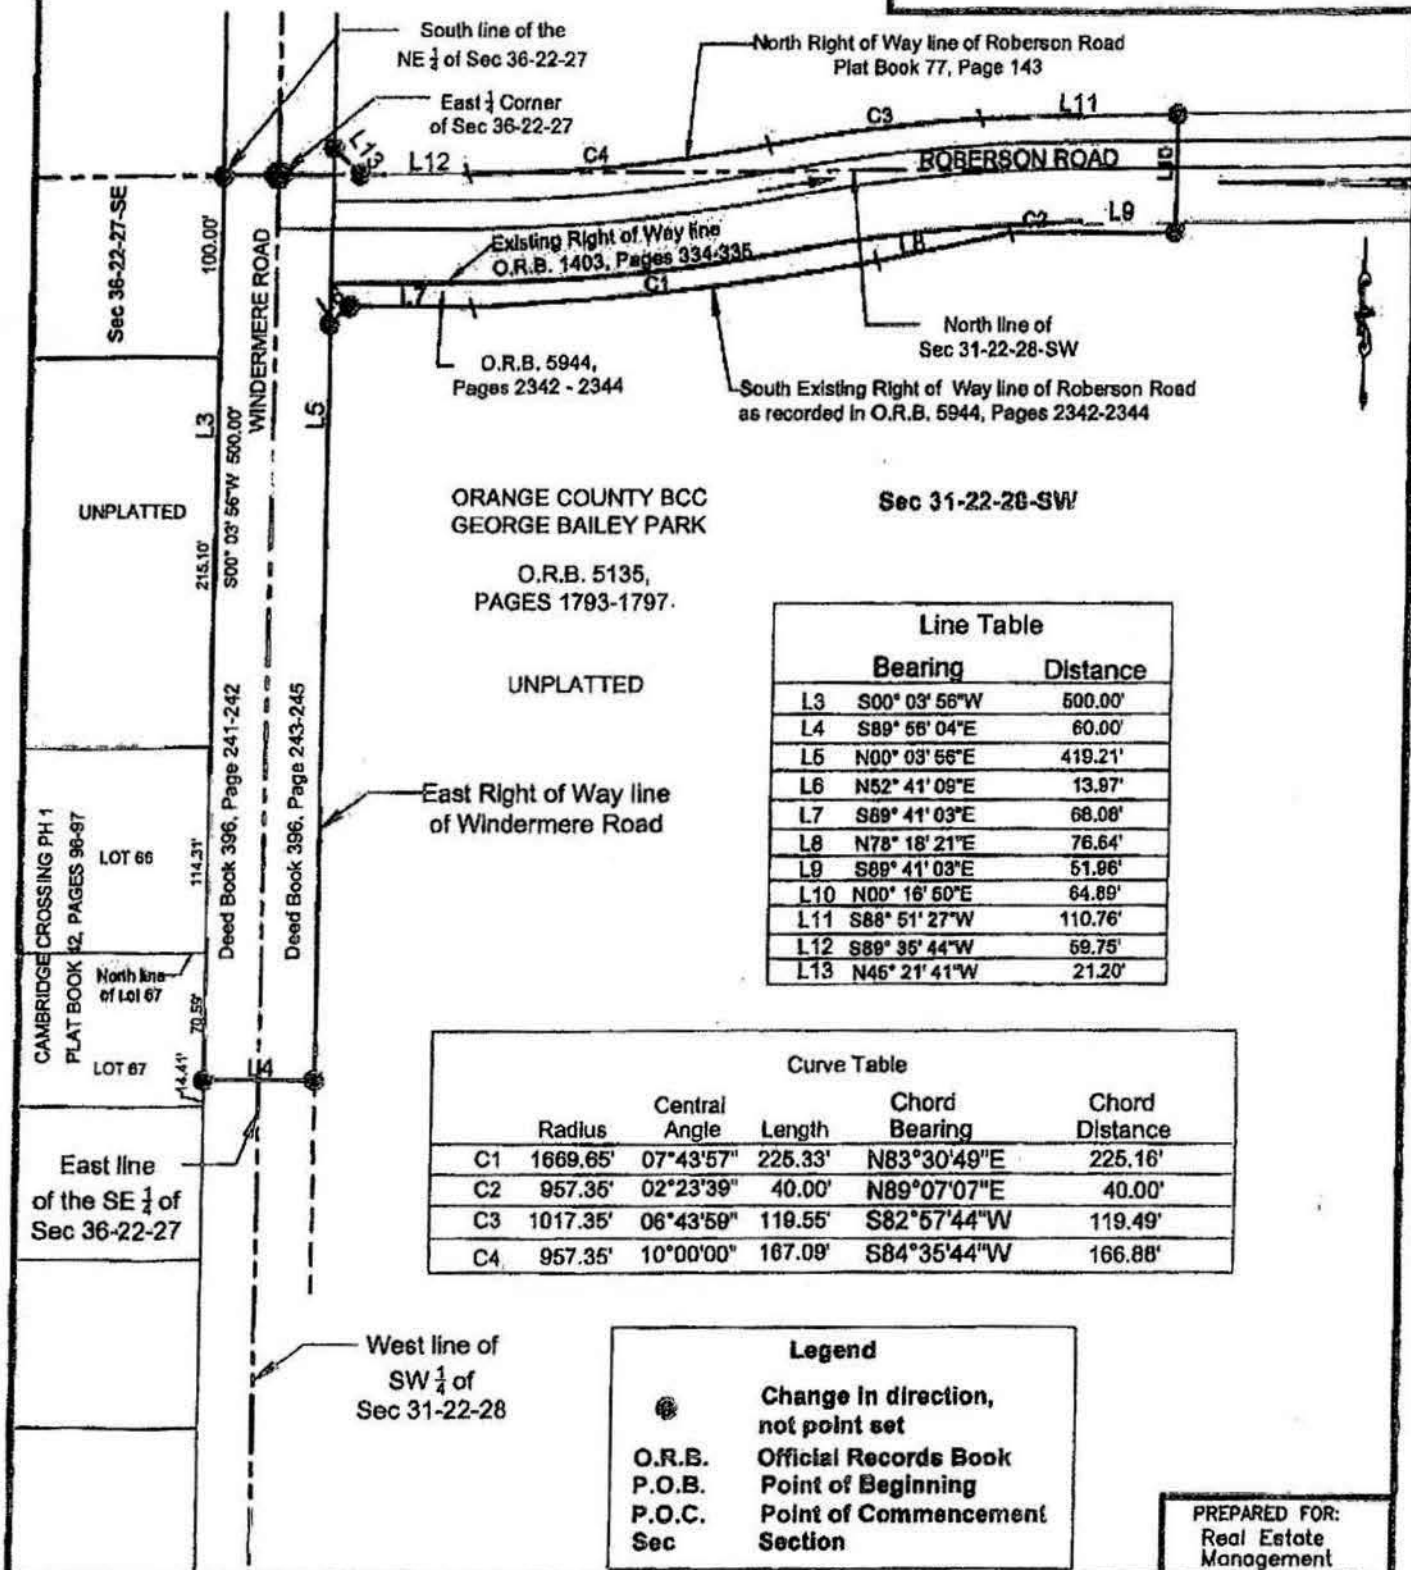 South line of the
NE 1/4 of Sec 36-22-27
East 1/4 Corner
of Sec 36-22-27
North Right of Way line of Roberson Road
Plat Book 77, Page 143
L13
L12
C4
C3
L11
L10
ROBERSON ROAD
Sec 36-22-27-SE
100.00'
WINDERMERE ROAD
Existing Right of Way line
O.R.B. 1403, Pages 334-335
L7
C1
L8
C2
L9
O.R.B. 5944,
Pages 2342 - 2344
North line of
Sec 31-22-28-SW
South Existing Right of Way line of Roberson Road
as recorded in O.R.B. 5944, Pages 2342-2344
L3
S00° 03' 56"W 500.00'
L5
UNPLATTED
215.10'
ORANGE COUNTY BCC
GEORGE BAILEY PARK
O.R.B. 5135,
PAGES 1793-1797
UNPLATTED
Sec 31-22-28-SW
Deed Book 396, Page 241-242
Deed Book 396, Page 243-245
East Right of Way line
of Windermere Road
CAMBRIDGE CROSSING PH 1
PLAT BOOK 42, PAGES 96-97
LOT 66
114.31'
North line
of Lot 67
70.59'
LOT 67
14.41'
L4
East line
of the SE 1/4 of
Sec 36-22-27
West line of
SW 1/4 of
Sec 31-22-28
Line Table
Bearing Distance
L3 S00° 03' 56"W 500.00'
L4 S89° 56' 04"E 60.00'
L5 N00° 03' 56"E 419.21'
L6 N52° 41' 09"E 13.97'
L7 S89° 41' 03"E 68.08'
L8 N78° 18' 21"E 76.64'
L9 S89° 41' 03"E 51.96'
L10 N00° 16' 50"E 64.89'
L11 S88° 51' 27"W 110.76'
L12 S89° 35' 44"W 59.75'
L13 N45° 21' 41"W 21.20'
Curve Table
Radius Central Angle Length Chord Bearing Chord Distance
C1 1669.65' 07°43'57" 225.33' N83°30'49"E 225.16'
C2 957.35' 02°23'39" 40.00' N89°07'07"E 40.00'
C3 1017.35' 06°43'59" 119.55' S82°57'44"W 119.49'
C4 957.35' 10°00'00" 167.09' S84°35'44"W 166.88'
Legend
Change in direction,
not point set
O.R.B. Official Records Book
P.O.B. Point of Beginning
P.O.C. Point of Commencement
Sec Section
PREPARED FOR:
Real Estate
Management